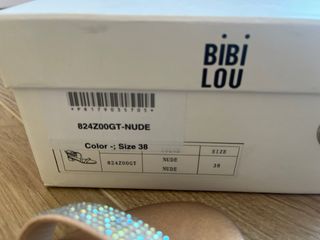 BiBi
LOU
824Z00GT-NUDE
Color -; Size 38
SIZE
824Z00GT NUDE 38
NUDE